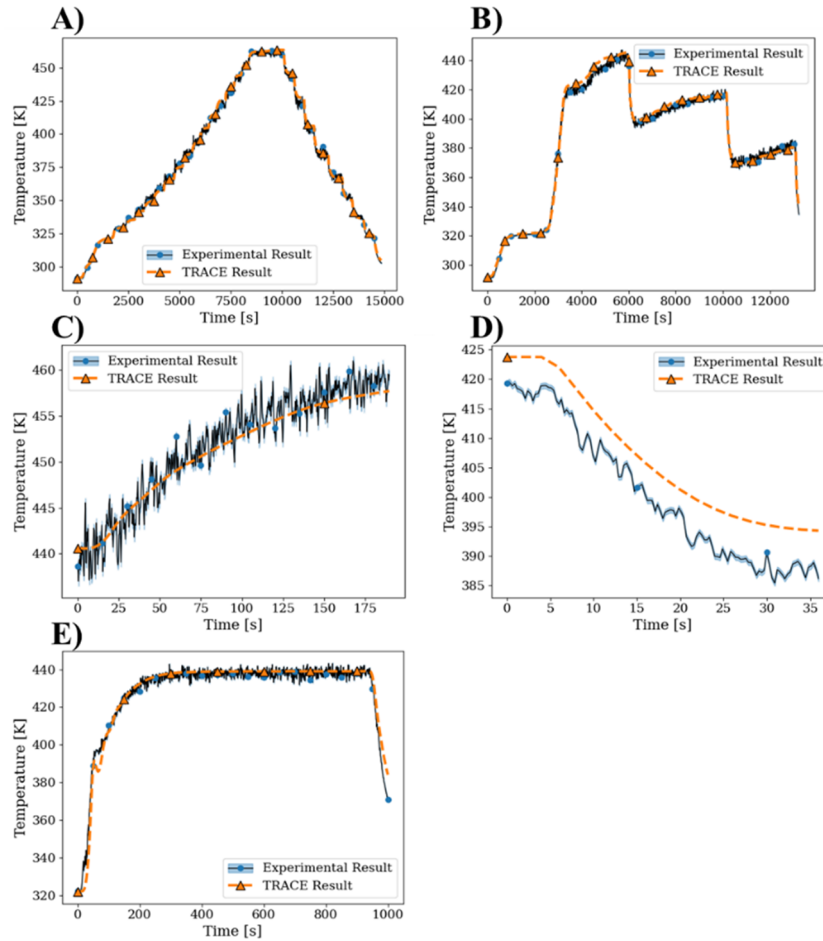 A)
450
425
400
375
350
325
300
Temperature [K]
Experimental Result
TRACE Result
0 2500 5000 7500 10000 12500 15000
Time [s]
B)
440
420
400
380
360
340
320
300
Temperature [K]
Experimental Result
TRACE Result
0 2000 4000 6000 8000 10000 12000
Time [s]
C)
460
455
450
445
440
Temperature [K]
Experimental Result
TRACE Result
0 25 50 75 100 125 150 175
Time [s]
D)
425
420
415
410
405
400
395
390
385
Temperature [K]
Experimental Result
TRACE Result
0 5 10 15 20 25 30 35
Time [s]
E)
440
420
400
380
360
340
320
Temperature [K]
Experimental Result
TRACE Result
0 200 400 600 800 1000
Time [s]